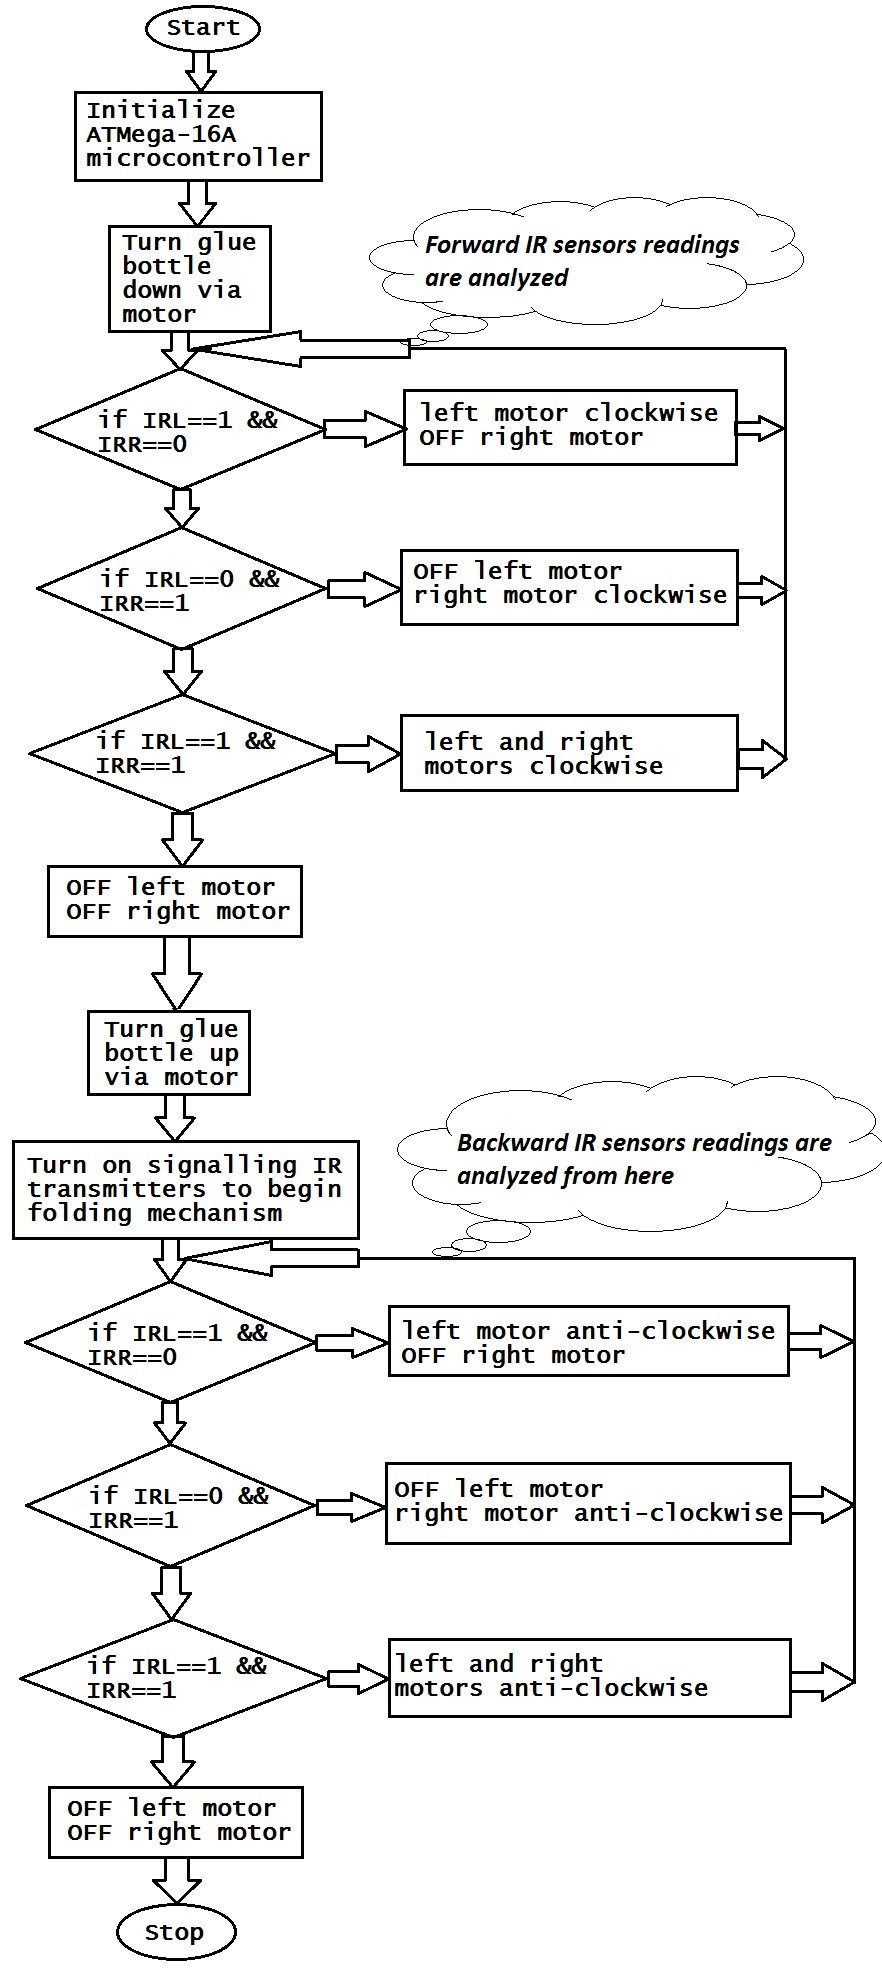 Start
Initialize
ATMega-16A
microcontroller
Turn glue
bottle
down via
motor
Forward IR sensors readings
are analyzed
if IRL==1 &&
IRR==0
left motor clockwise
OFF right motor
if IRL==0 &&
IRR==1
OFF left motor
right motor clockwise
if IRL==1 &&
IRR==1
left and right
motors clockwise
OFF left motor
OFF right motor
Turn glue
bottle up
via motor
Turn on signalling IR
transmitters to begin
folding mechanism
Backward IR sensors readings are
analyzed from here
if IRL==1 &&
IRR==0
left motor anti-clockwise
OFF right motor
if IRL==0 &&
IRR==1
OFF left motor
right motor anti-clockwise
if IRL==1 &&
IRR==1
left and right
motors anti-clockwise
OFF left motor
OFF right motor
Stop